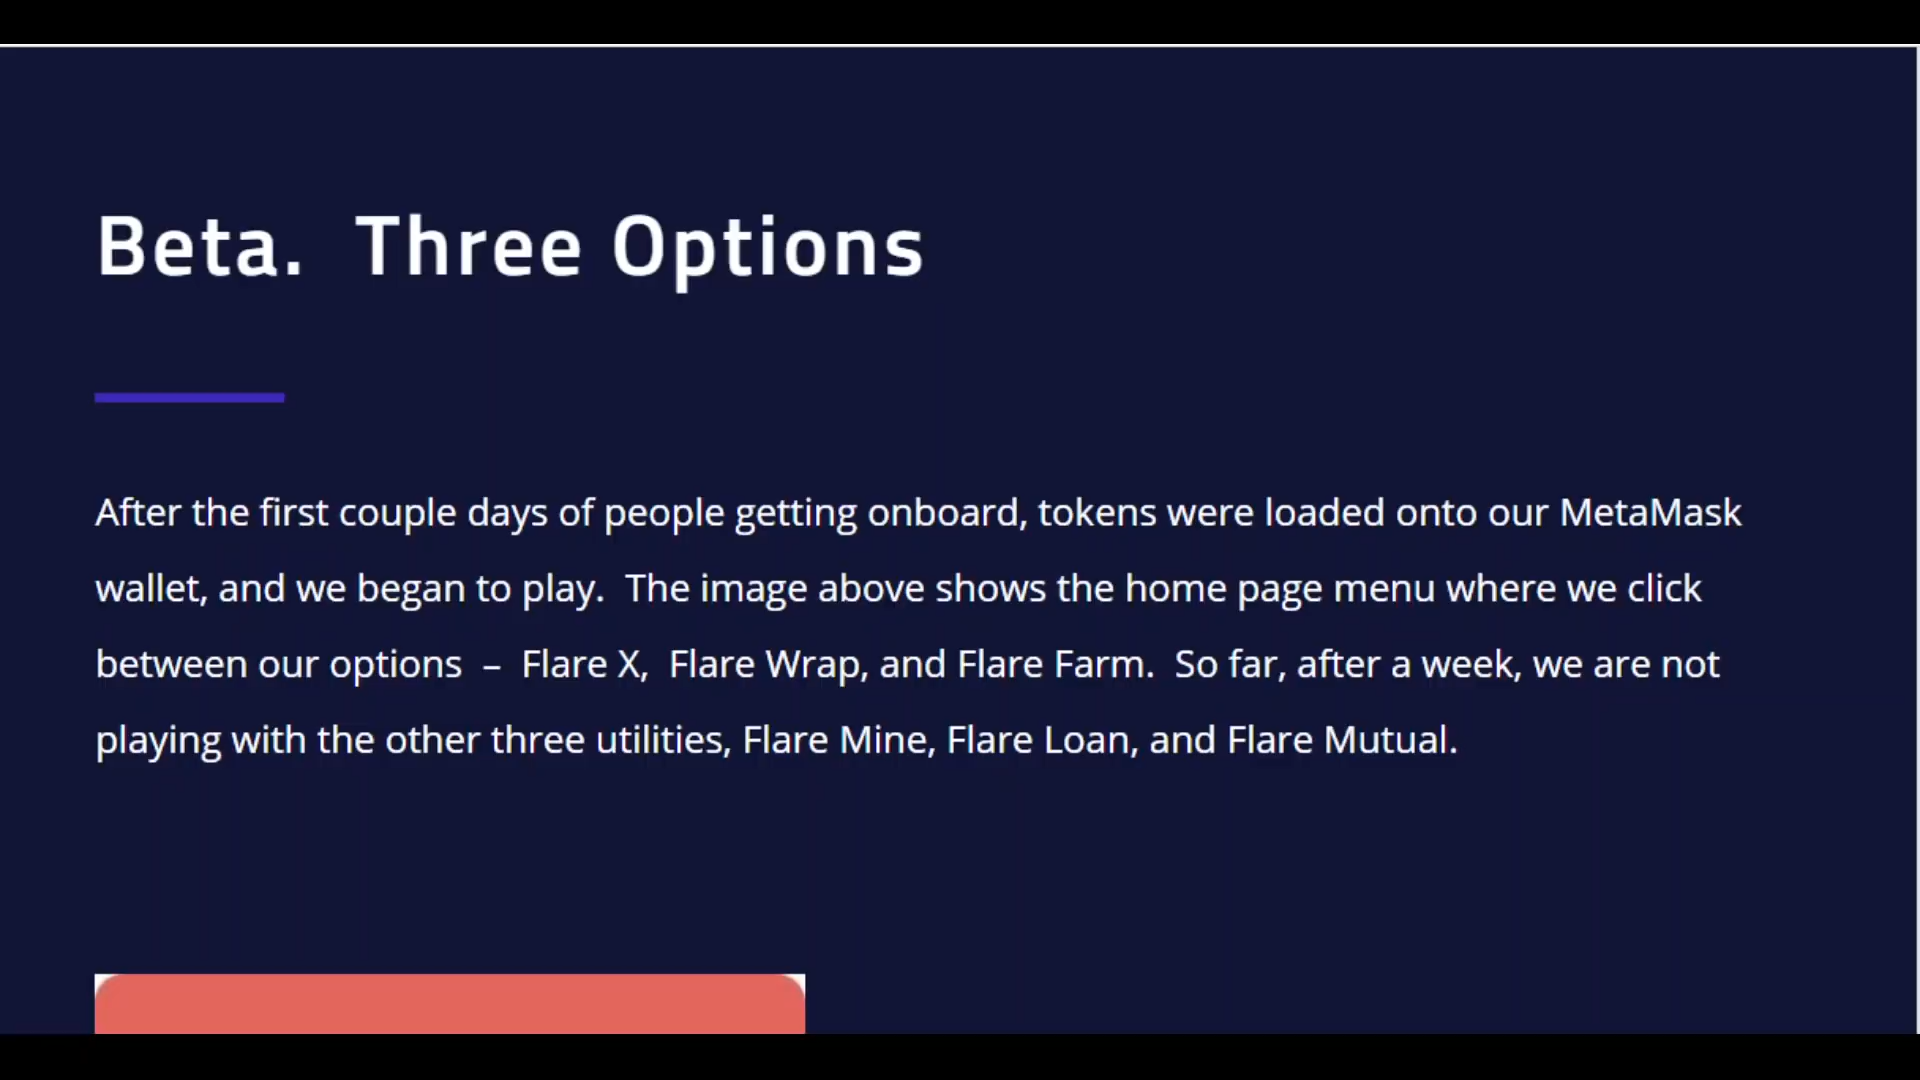 Beta.  Three Options
After the first couple days of people getting onboard, tokens were loaded onto our MetaMask
wallet, and we began to play.  The image above shows the home page menu where we click
between our options  –  Flare X,  Flare Wrap, and Flare Farm.  So far, after a week, we are not
playing with the other three utilities, Flare Mine, Flare Loan, and Flare Mutual.